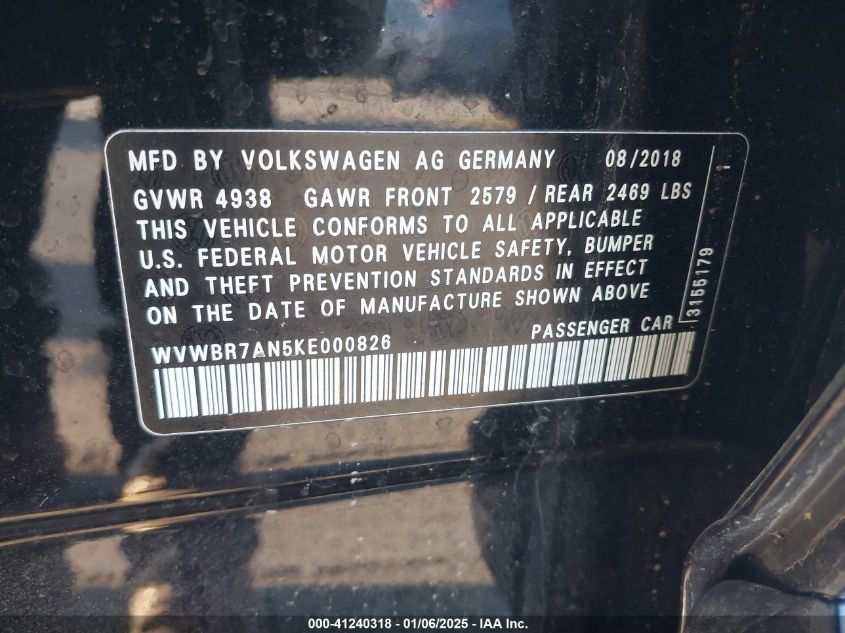 MFD BY VOLKSWAGEN AG GERMANY 08/2018
GVWR 4938 GAWR FRONT 2579 / REAR 2469 LBS
THIS VEHICLE CONFORMS TO ALL APPLICABLE
U.S. FEDERAL MOTOR VEHICLE SAFETY, BUMPER
AND THEFT PREVENTION STANDARDS IN EFFECT
ON THE DATE OF MANUFACTURE SHOWN ABOVE
3155179
WVWBR7AN5KE000826 PASSENGER CAR
000-41240318 - 01/06/2025 - IAA Inc.